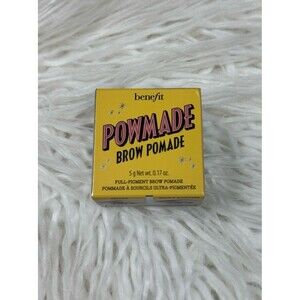 benefit
POWMADE
BROW POMADE
5 g Net wt. 0.17 oz.
FULL-PIGMENT BROW POMADE
POMMADE À SOURCILS ULTRA-PIGMENTÉE